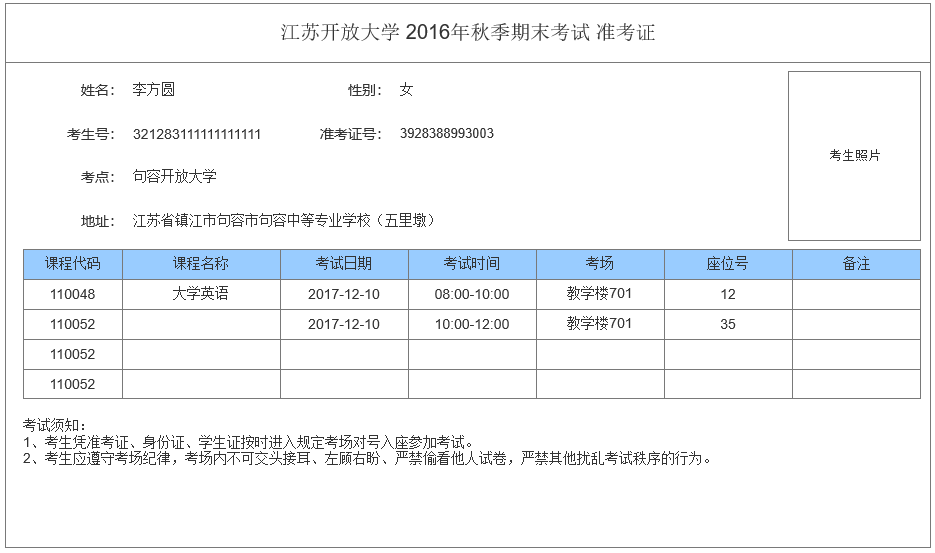 江苏开放大学 2016年秋季期末考试 准考证
姓名： 李方圆 性别： 女
考生号： 321283111111111111 准考证号： 3928388993003
考生照片
考点： 句容开放大学
地址： 江苏省镇江市句容市句容中等专业学校（五里墩）
课程代码 课程名称 考试日期 考试时间 考场 座位号 备注
110048 大学英语 2017-12-10 08:00-10:00 教学楼701 12
110052 2017-12-10 10:00-12:00 教学楼701 35
110052
110052
考试须知：
1、考生凭准考证、身份证、学生证按时进入规定考场对号入座参加考试。
2、考生应遵守考场纪律，考场内不可交头接耳、左顾右盼、严禁偷看他人试卷，严禁其他扰乱考试秩序的行为。